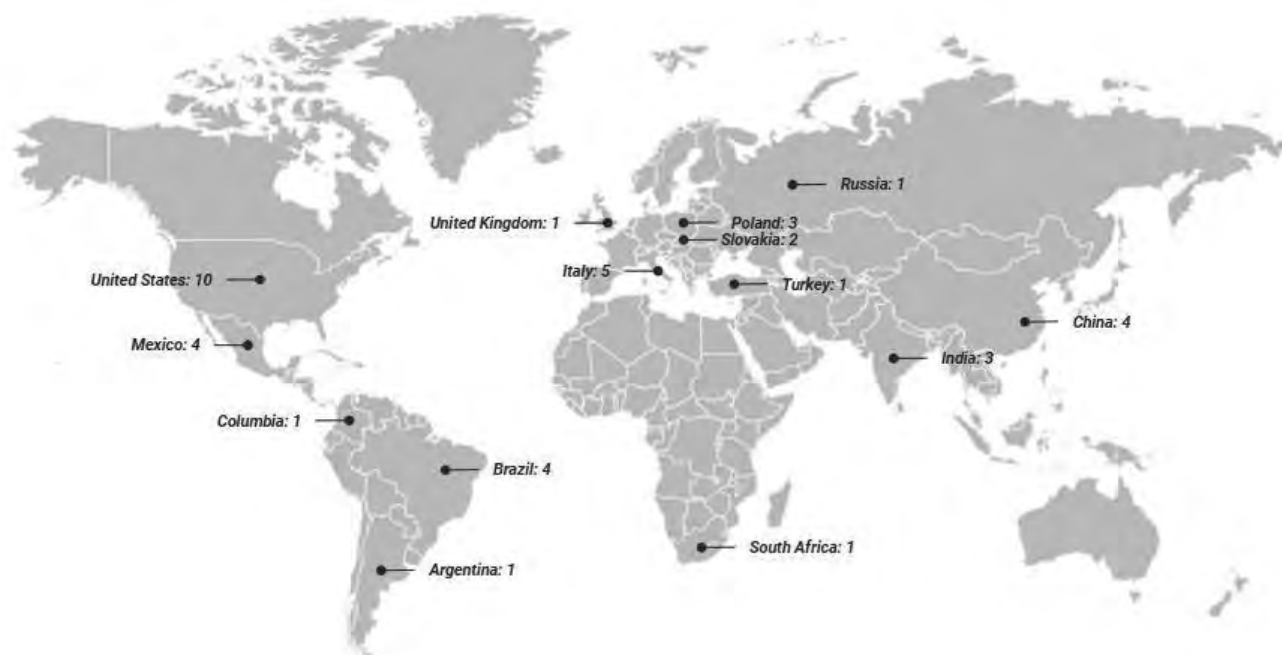 Russia: 1
United Kingdom: 1
Poland: 3
Slovakia: 2
Italy: 5
United States: 10
Turkey: 1
China: 4
Mexico: 4
India: 3
Columbia: 1
Brazil: 4
South Africa: 1
Argentina: 1